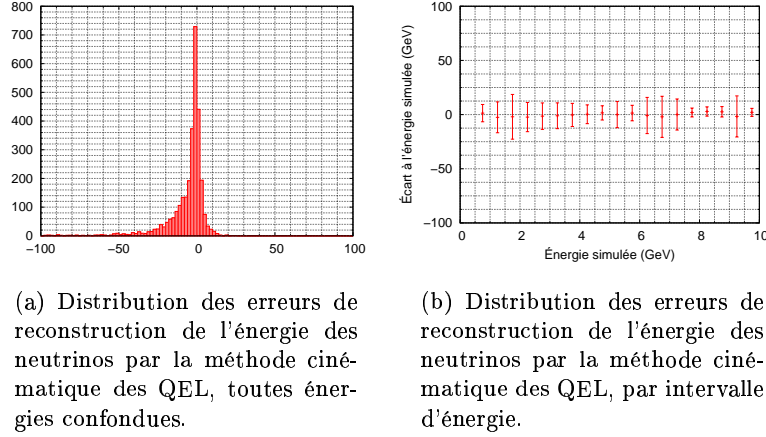 800
700
600
500
400
300
200
100
0
−100
−50
0
50
100
100
50
0
−50
−100
Écart à l'énergie simulée (GeV)
0
2
4
6
8
10
Énergie simulée (GeV)
(a) Distribution des erreurs de
reconstruction de l'énergie des
neutrinos par la méthode ciné-
matique des QEL, toutes éner-
gies confondues.
(b) Distribution des erreurs de
reconstruction de l'énergie des
neutrinos par la méthode ciné-
matique des QEL, par intervalle
d'énergie.